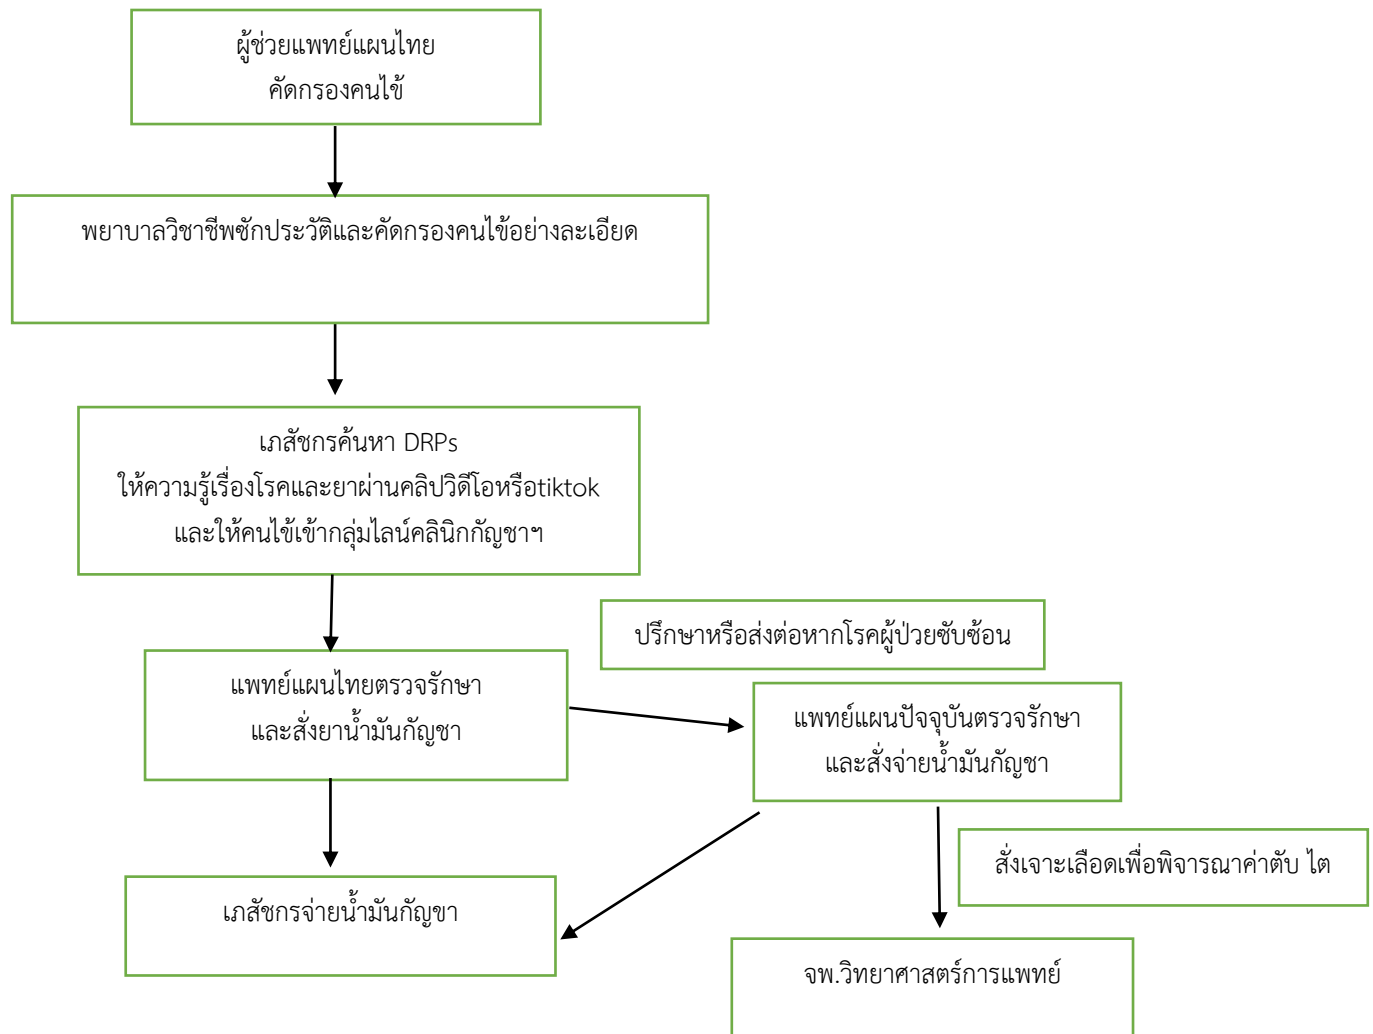 ผู้ช่วยแพทย์แผนไทย
คัดกรองคนไข้
พยาบาลวิชาชีพซักประวัติและคัดกรองคนไข้อย่างละเอียด
เภสัชกรค้นหา DRPs
ให้ความรู้เรื่องโรคและยาผ่านคลิปวิดีโอหรือtiktok
และให้คนไข้เข้ากลุ่มไลน์คลินิกกัญชาฯ
ปรึกษาหรือส่งต่อหากโรคผู้ป่วยซับซ้อน
แพทย์แผนไทยตรวจรักษา
และสั่งยาน้ำมันกัญชา
แพทย์แผนปัจจุบันตรวจรักษา
และสั่งจ่ายน้ำมันกัญชา
สั่งเจาะเลือดเพื่อพิจารณาค่าตับ ไต
เภสัชกรจ่ายน้ำมันกัญขา
จพ.วิทยาศาสตร์การแพทย์